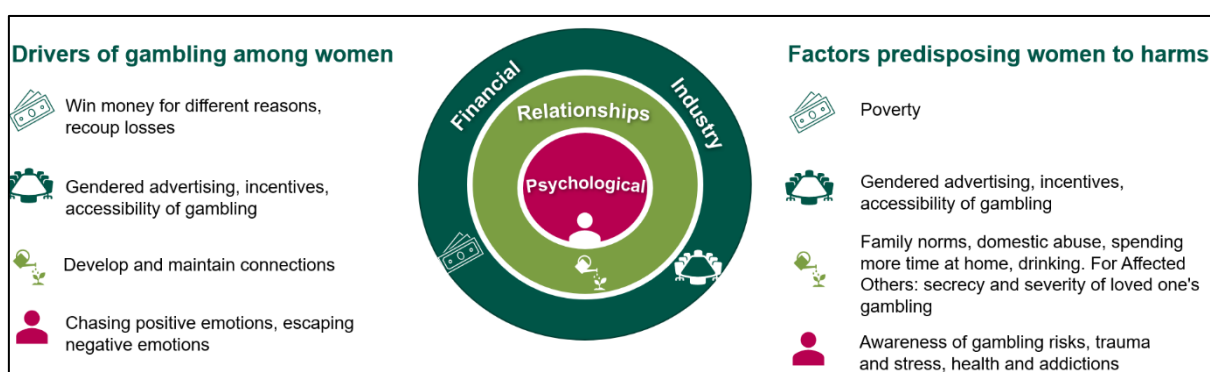 Drivers of gambling among women
Win money for different reasons,
recoup losses
Gendered advertising, incentives,
accessibility of gambling
Develop and maintain connections
Chasing positive emotions, escaping
negative emotions
Financial
Industry
Relationships
Psychological
Factors predisposing women to harms
Poverty
Gendered advertising, incentives,
accessibility of gambling
Family norms, domestic abuse, spending
more time at home, drinking. For Affected
Others: secrecy and severity of loved one's
gambling
Awareness of gambling risks, trauma
and stress, health and addictions